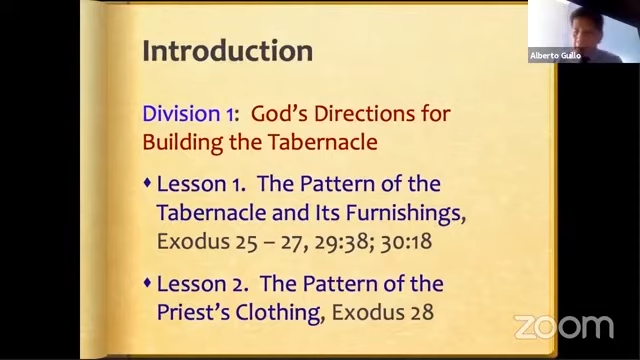 Introduction
Alberto Gullo
Division 1:  God's Directions for
Building the Tabernacle
♦ Lesson 1.  The Pattern of the
Tabernacle and Its Furnishings,
Exodus 25 – 27, 29:38; 30:18
♦ Lesson 2.  The Pattern of the
Priest's Clothing, Exodus 28
zoom